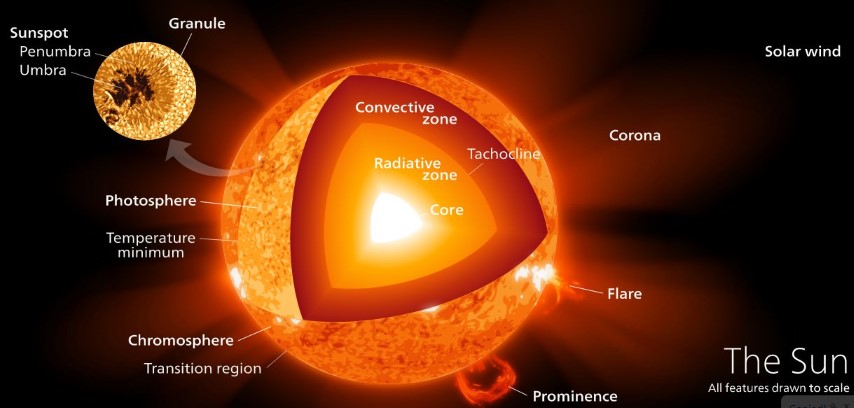 Sunspot
Penumbra
Umbra
Granule
Solar wind
Convective
zone
Corona
Tachocline
Radiative
zone
Core
Photosphere
Temperature
minimum
Flare
Chromosphere
Transition region
Prominence
The Sun
All features drawn to scale